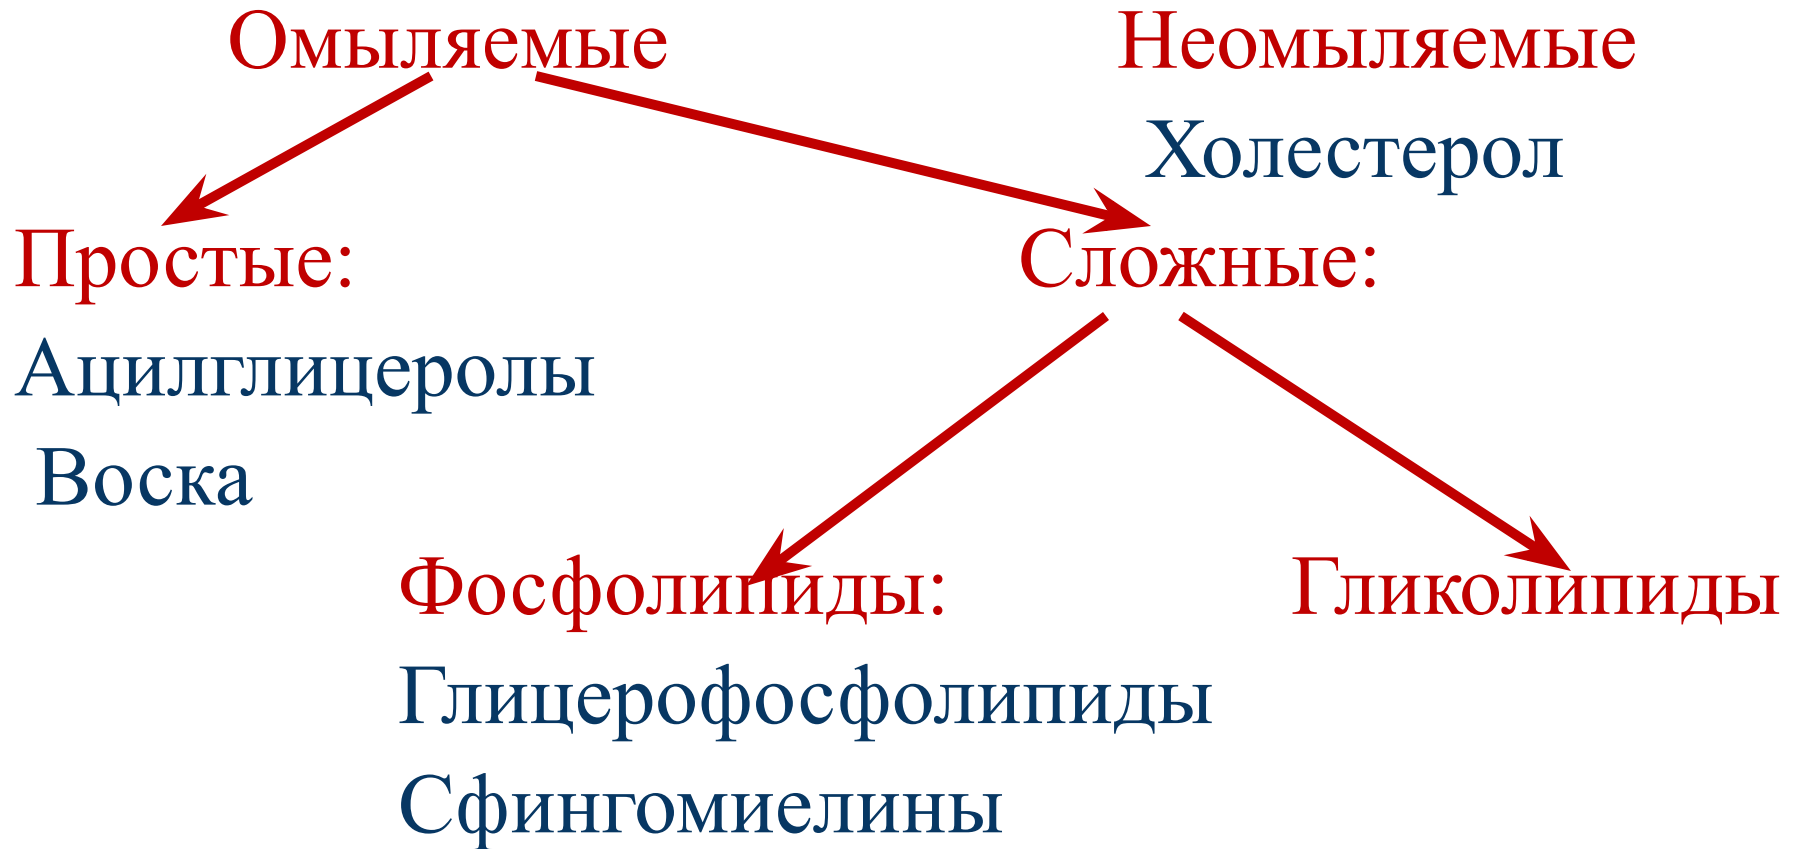 Омыляемые Неомыляемые
Холестерол
Простые: Сложные:
Ацилглицеролы
Воска
Фосфолипиды: Гликолипиды
Глицерофосфолипиды
Сфингомиелины